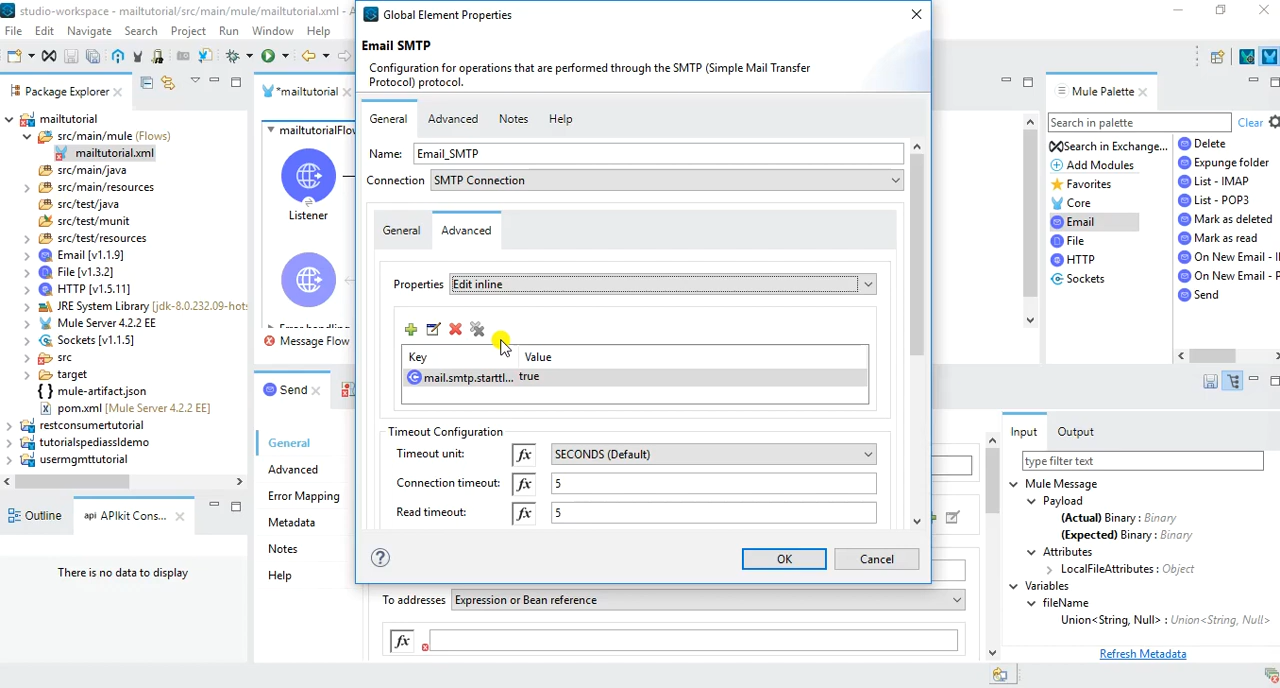 studio-workspace - mailtutorial/src/main/mule/mailtutorial.xml - A
File Edit Navigate Search Project Run Window Help
Package Explorer
mailtutorial
src/main/mule (Flows)
mailtutorial.xml
src/main/java
src/main/resources
src/test/java
src/test/munit
src/test/resources
Email [v1.1.9]
File [v1.3.2]
HTTP [v1.5.11]
JRE System Library [jdk-8.0.232.09-hots
Mule Server 4.2.2 EE
Sockets [v1.1.5]
src
target
mule-artifact.json
pom.xml [Mule Server 4.2.2 EE]
restconsumertutorial
tutorialspediassldemo
usermgmttutorial
Outline
api APIkit Cons...
There is no data to display
*mailtutorial
mailtutorialFlow
Listener
Message Flow
Send
General
Advanced
Error Mapping
Metadata
Notes
Help
To addresses Expression or Bean reference
fx
Global Element Properties
Email SMTP
Configuration for operations that are performed through the SMTP (Simple Mail Transfer
Protocol) protocol.
General Advanced Notes Help
Name: Email_SMTP
Connection SMTP Connection
General Advanced
Properties Edit inline
Key Value
mail.smtp.starttl... true
Timeout Configuration
Timeout unit: fx SECONDS (Default)
Connection timeout: fx 5
Read timeout: fx 5
? OK Cancel
Mule Palette
Search in palette Clear
Search in Exchange...
Add Modules
Favorites
Core
Email
File
HTTP
Sockets
Delete
Expunge folder
List - IMAP
List - POP3
Mark as deleted
Mark as read
On New Email - I
On New Email - P
Send
Input Output
type filter text
Mule Message
Payload
(Actual) Binary : Binary
(Expected) Binary : Binary
Attributes
LocalFileAttributes : Object
Variables
fileName
Union<String, Null> : Union<String, Null>
Refresh Metadata